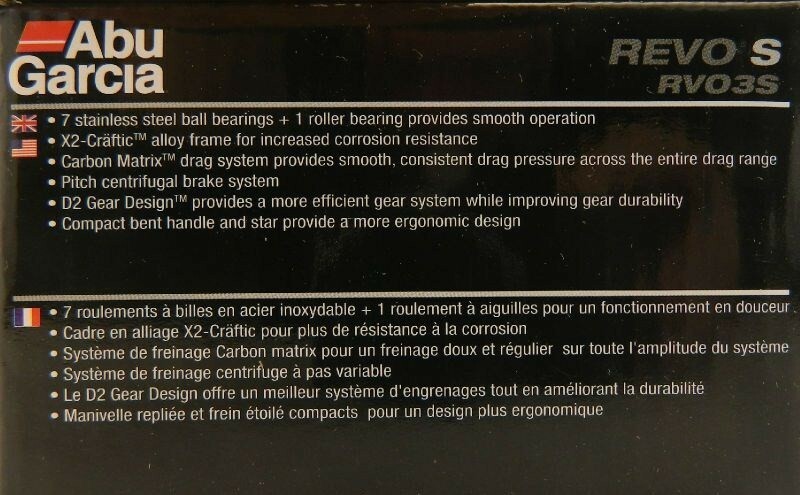 Abu
Garcia
REVO S
RVO3S
• 7 stainless steel ball bearings + 1 roller bearing provides smooth operation
• X2-Cräftic™ alloy frame for increased corrosion resistance
• Carbon Matrix™ drag system provides smooth, consistent drag pressure across the entire drag range
• Pitch centrifugal brake system
• D2 Gear Design™ provides a more efficient gear system while improving gear durability
• Compact bent handle and star provide a more ergonomic design
• 7 roulements à billes en acier inoxydable + 1 roulement à aiguilles pour un fonctionnement en douceur
• Cadre en alliage X2-Cräftic pour plus de résistance à la corrosion
• Système de freinage Carbon matrix pour un freinage doux et régulier sur toute l'amplitude du système
• Système de freinage centrifuge à pas variable
• Le D2 Gear Design offre un meilleur système d'engrenages tout en améliorant la durabilité
• Manivelle repliée et frein étoilé compacts pour un design plus ergonomique